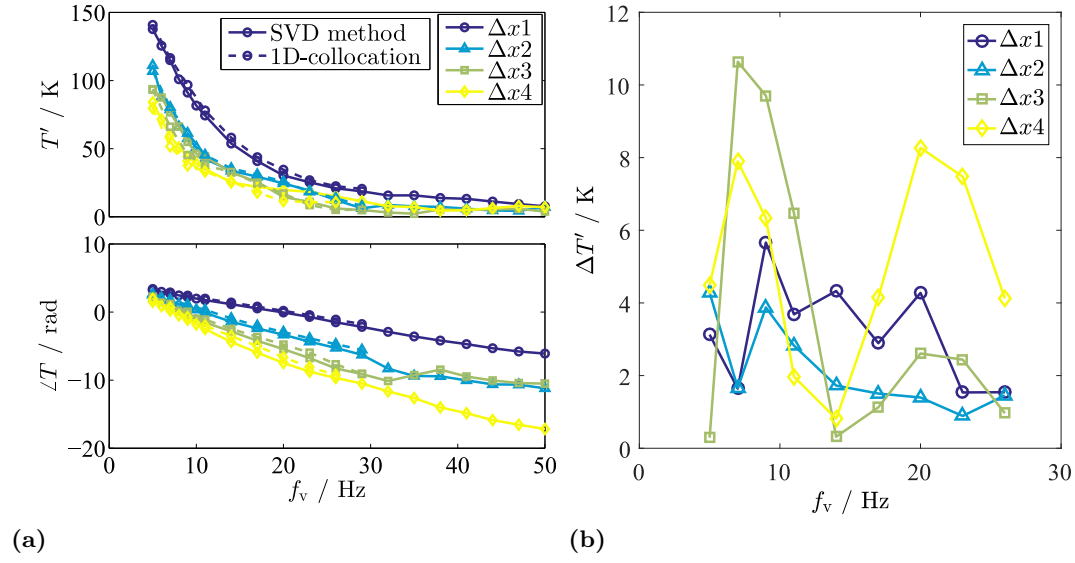 150
100
50
0
T′ / K
SVD method
1D-collocation
Δx1
Δx2
Δx3
Δx4
10
0
−10
−20
∠T / rad
0 10 20 30 40 50
f_v / Hz
(a)
12
10
8
6
4
2
0
ΔT′ / K
Δx1
Δx2
Δx3
Δx4
0 10 20 30
f_v / Hz
(b)